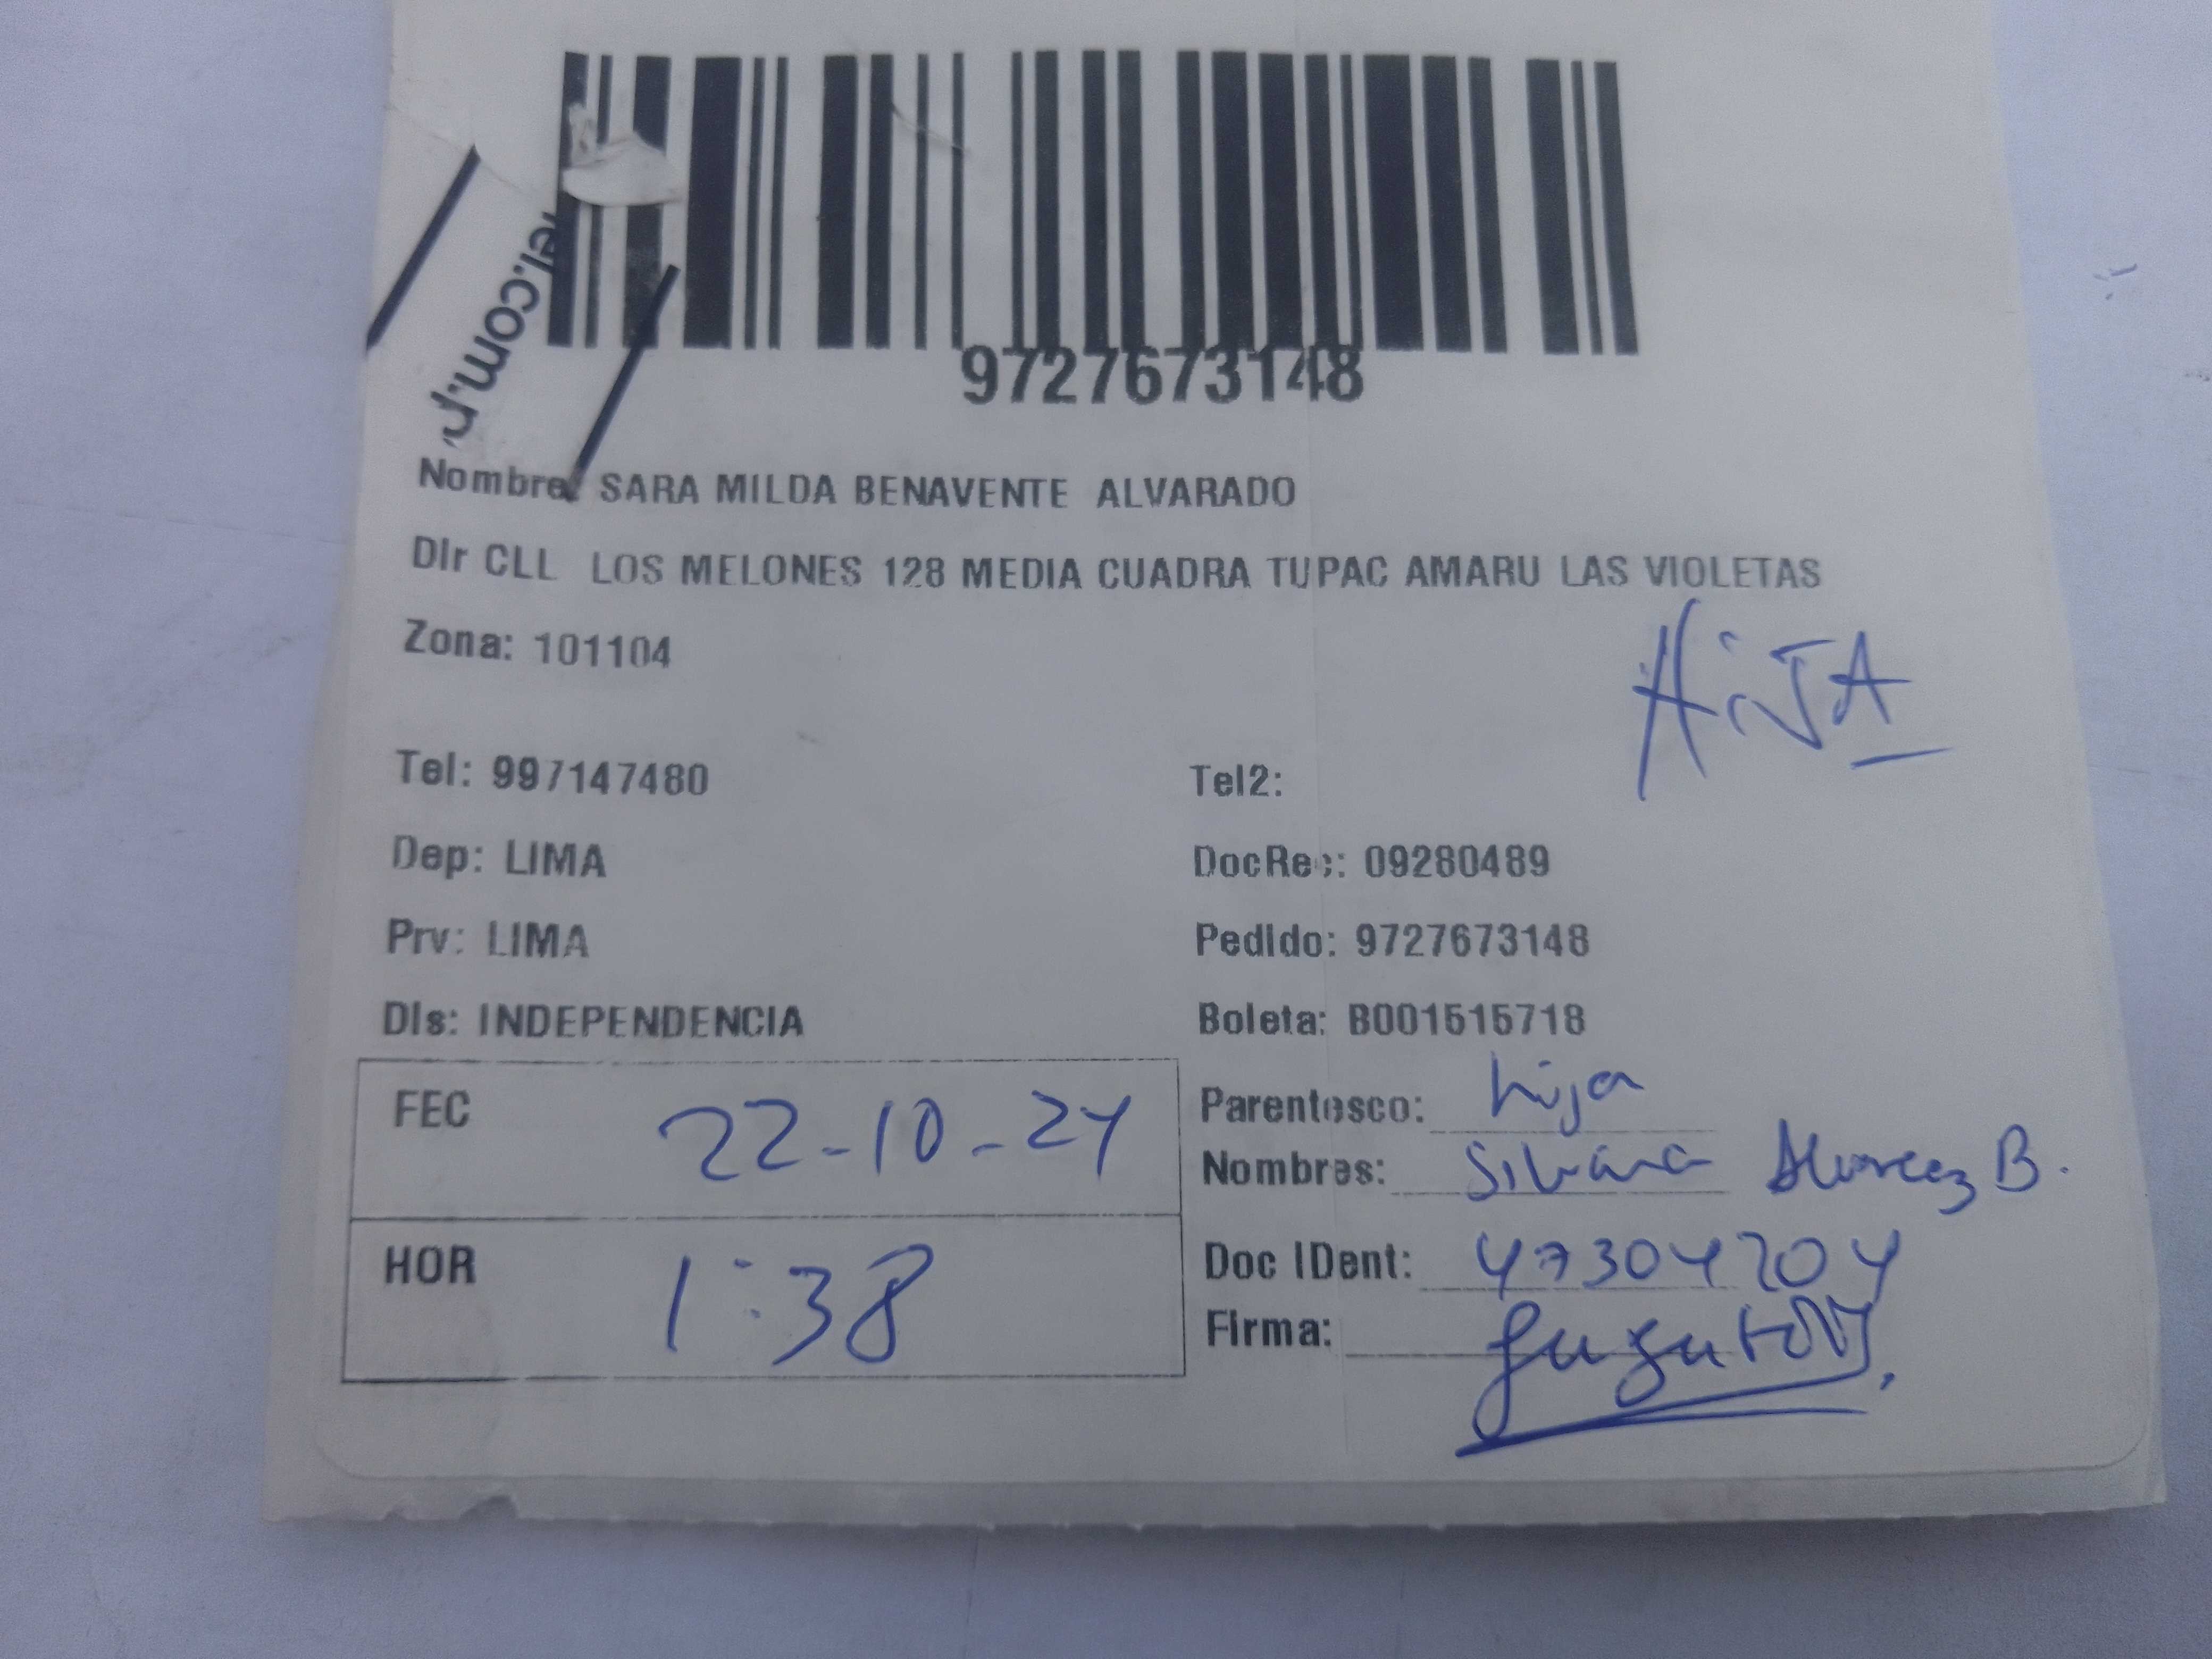 el.com.p
9727673148
Nombre: SARA MILDA BENAVENTE ALVARADO
Dir CLL LOS MELONES 128 MEDIA CUADRA TUPAC AMARU LAS VIOLETAS
Zona: 101104
HiJA
Tel: 997147480 Tel2:
Dep: LIMA DocRec: 09280489
Prv: LIMA Pedido: 9727673148
Dis: INDEPENDENCIA Boleta: B001515718
FEC 22-10-24 Parentesco: hija
Nombres: Silvana Alvarez B.
HOR 1:38 Doc IDent: 47304204
Firma: